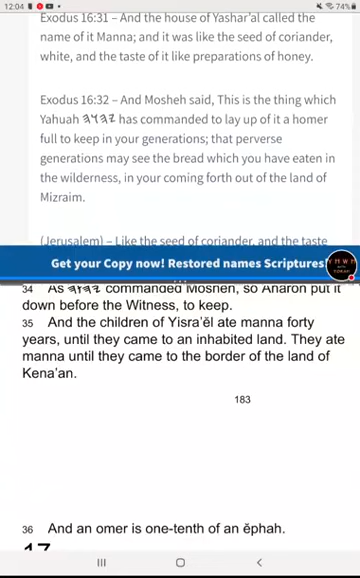 12:04
74%
Exodus 16:31 – And the house of Yashar'al called the
name of it Manna; and it was like the seed of coriander,
white, and the taste of it like preparations of honey.
Exodus 16:32 – And Mosheh said, This is the thing which
Yahuah 𐤉𐤄𐤅𐤄 has commanded to lay up of it a homer
full to keep in your generations; that perverse
generations may see the bread which you have eaten in
the wilderness, in your coming forth out of the land of
Mizraim.
(Jerusalem) – Like the seed of coriander, and the taste
Get your Copy now! Restored names Scriptures!
34 As 𐤉𐤄𐤅𐤄 commanded Mosheh, so Aharon put it
down before the Witness, to keep.
35 And the children of Yisra'ĕl ate manna forty
years, until they came to an inhabited land. They ate
manna until they came to the border of the land of
Kena'an.
183
36 And an omer is one-tenth of an ĕphah.
17